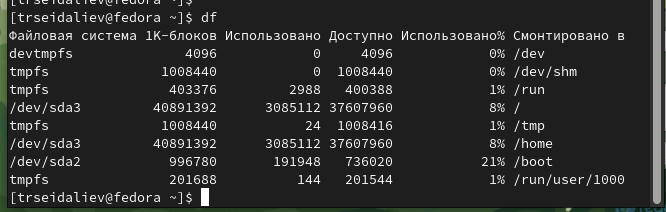 [trseidaliev@fedora ~]$ df
Файловая система 1K-блоков Использовано Доступно Использовано% Смонтировано в
devtmpfs 4096 0 4096 0% /dev
tmpfs 1008440 0 1008440 0% /dev/shm
tmpfs 403376 2988 400388 1% /run
/dev/sda3 40891392 3085112 37607960 8% /
tmpfs 1008440 24 1008416 1% /tmp
/dev/sda3 40891392 3085112 37607960 8% /home
/dev/sda2 996780 191948 736020 21% /boot
tmpfs 201688 144 201544 1% /run/user/1000
[trseidaliev@fedora ~]$